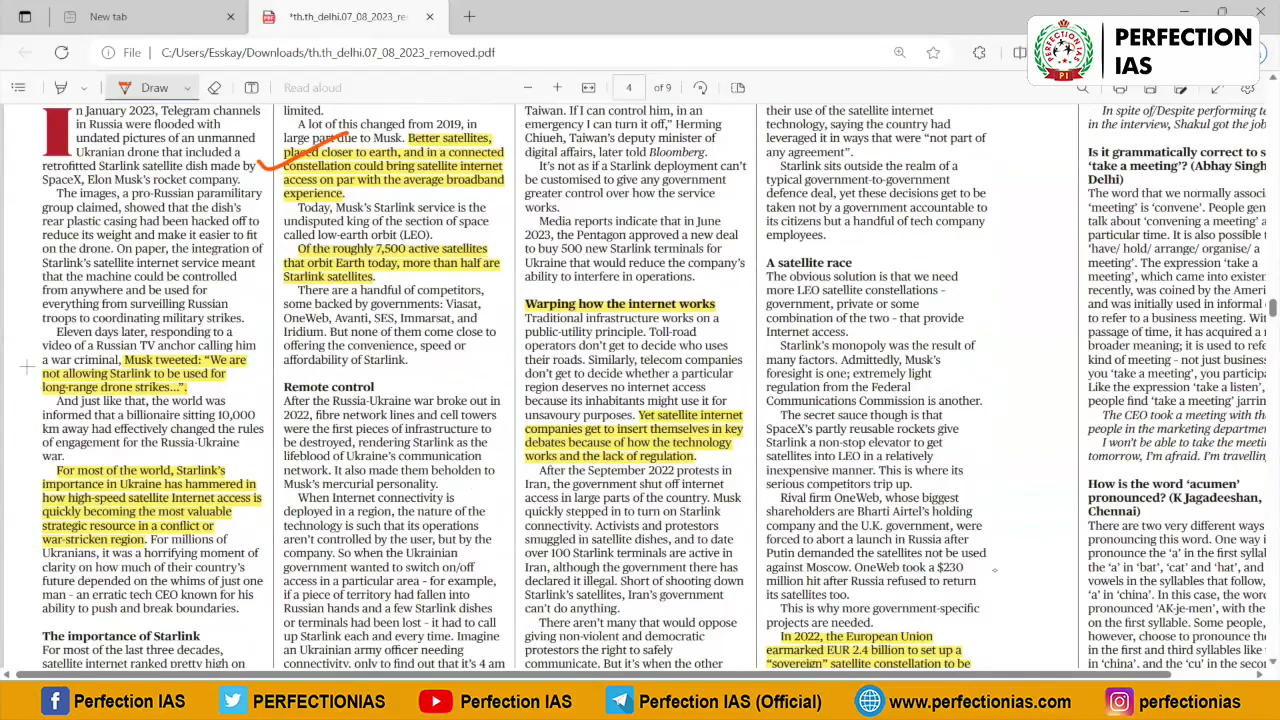 New tab
*th.th_delhi.07_08_2023_re
File
C:/Users/Esskay/Downloads/th.th_delhi.07_08_2023_removed.pdf
PERFECTION
IAS
Draw
Read aloud
4
of 9
In January 2023, Telegram channels
in Russia were flooded with
undated pictures of an unmanned
Ukranian drone that included a
retrofitted Starlink satellite dish made by
SpaceX, Elon Musk's rocket company.
The images, a pro-Russian paramilitary
group claimed, showed that the dish's
rear plastic casing had been hacked off to
reduce its weight and make it easier to fit
on the drone. On paper, the integration of
Starlink's satellite internet service meant
that the machine could be controlled
from anywhere and be used for
everything from surveilling Russian
troops to coordinating military strikes.
Eleven days later, responding to a
video of a Russian TV anchor calling him
a war criminal, Musk tweeted: “We are
not allowing Starlink to be used for
long-range drone strikes...”.
And just like that, the world was
informed that a billionaire sitting 10,000
km away had effectively changed the rules
of engagement for the Russia-Ukraine
war.
For most of the world, Starlink's
importance in Ukraine has hammered in
how high-speed satellite Internet access is
quickly becoming the most valuable
strategic resource in a conflict or
war-stricken region. For millions of
Ukranians, it was a horrifying moment of
clarity on how much of their country's
future depended on the whims of just one
man – an erratic tech CEO known for his
ability to push and break boundaries.
The importance of Starlink
For most of the last three decades,
satellite internet ranked pretty high on
limited.
A lot of this changed from 2019, in
large part due to Musk. Better satellites,
placed closer to earth, and in a connected
constellation could bring satellite internet
access on par with the average broadband
experience.
Today, Musk's Starlink service is the
undisputed king of the section of space
called low-earth orbit (LEO).
Of the roughly 7,500 active satellites
that orbit Earth today, more than half are
Starlink satellites.
There are a handful of competitors,
some backed by governments: Viasat,
OneWeb, Avanti, SES, Immarsat, and
Iridium. But none of them come close to
offering the convenience, speed or
affordability of Starlink.
Remote control
After the Russia-Ukraine war broke out in
2022, fibre network lines and cell towers
were the first pieces of infrastructure to
be destroyed, rendering Starlink as the
lifeblood of Ukraine's communication
network. It also made them beholden to
Musk's mercurial personality.
When Internet connectivity is
deployed in a region, the nature of the
technology is such that its operations
aren't controlled by the user, but by the
company. So when the Ukrainian
government wanted to switch on/off
access in a particular area – for example,
if a piece of territory had fallen into
Russian hands and a few Starlink dishes
or terminals had been lost – it had to call
up Starlink each and every time. Imagine
an Ukrainian army officer needing
connectivity, only to find out that it's 4 am
Taiwan. If I can control him, in an
emergency I can turn it off,” Herming
Chiueh, Taiwan's deputy minister of
digital affairs, later told Bloomberg.
It's not as if a Starlink deployment can't
be customised to give any government
greater control over how the service
works.
Media reports indicate that in June
2023, the Pentagon approved a new deal
to buy 500 new Starlink terminals for
Ukraine that would reduce the company's
ability to interfere in operations.
Warping how the internet works
Traditional infrastructure works on a
public-utility principle. Toll-road
operators don't get to decide who uses
their roads. Similarly, telecom companies
don't get to decide whether a particular
region deserves no internet access
because its inhabitants might use it for
unsavoury purposes. Yet satellite internet
companies get to insert themselves in key
debates because of how the technology
works and the lack of regulation.
After the September 2022 protests in
Iran, the government shut off internet
access in large parts of the country. Musk
quickly stepped in to turn on Starlink
connectivity. Activists and protestors
smuggled in satellite dishes, and to date
over 100 Starlink terminals are active in
Iran, although the government there has
declared it illegal. Short of shooting down
Starlink's satellites, Iran's government
can't do anything.
There aren't many that would oppose
giving non-violent and democratic
protestors the right to safely
communicate. But it's when the other
their use of the satellite internet
technology, saying the country had
leveraged it in ways that were “not part of
any agreement”.
Starlink sits outside the realm of a
typical government-to-government
defence deal, yet these decisions get to be
taken not by a government accountable to
its citizens but a handful of tech company
employees.
A satellite race
The obvious solution is that we need
more LEO satellite constellations –
government, private or some
combination of the two – that provide
Internet access.
Starlink's monopoly was the result of
many factors. Admittedly, Musk's
foresight is one; extremely light
regulation from the Federal
Communications Commission is another.
The secret sauce though is that
SpaceX's partly reusable rockets give
Starlink a non-stop elevator to get
satellites into LEO in a relatively
inexpensive manner. This is where its
serious competitors trip up.
Rival firm OneWeb, whose biggest
shareholders are Bharti Airtel's holding
company and the U.K. government, were
forced to abort a launch in Russia after
Putin demanded the satellites not be used
against Moscow. OneWeb took a $230
million hit after Russia refused to return
its satellites too.
This is why more government-specific
projects are needed.
In 2022, the European Union
earmarked EUR 2.4 billion to set up a
“sovereign” satellite constellation to be
In spite of/Despite performing te
in the interview, Shakul got the job
Is it grammatically correct to s
‘take a meeting’? (Abhay Singh
Delhi)
The word that we normally associ
‘meeting’ is ‘convene’. People gen
talk about ‘convening a meeting’ a
particular time. It is also possible t
‘have/ hold/ arrange/ organise/ a
meeting’. The expression ‘take a
meeting’, which came into existen
recently, was coined by the Ameri
and was initially used in informal
to refer to a business meeting. Wi
passage of time, it has acquired a
broader meaning; it is used to refe
kind of meeting – not just business
you ‘take a meeting’, you participa
Like the expression ‘take a listen’,
people find ‘take a meeting’ jarrin
The CEO took a meeting with the
people in the marketing departmen
I won't be able to take the meetin
tomorrow, I'm afraid. I'm travellin
How is the word ‘acumen’
pronounced? (K Jagadeeshan,
Chennai)
There are two very different ways
pronouncing this word. One way i
pronounce the ‘a’ in the first syllab
the ‘a’ in ‘bat’, ‘cat’ and ‘hat’, and
vowels in the syllables that follow,
‘a’ in ‘china’. In this case, the wor
pronounced ‘AK-je-men’, with the
on the first syllable. Some people,
however, choose to pronounce the
in the first and third syllables like t
in ‘china’, and the ‘cu’ in the seco
Perfection IAS
PERFECTIONIAS
Perfection IAS
Perfection IAS (Official)
www.perfectionias.com
perfectionias